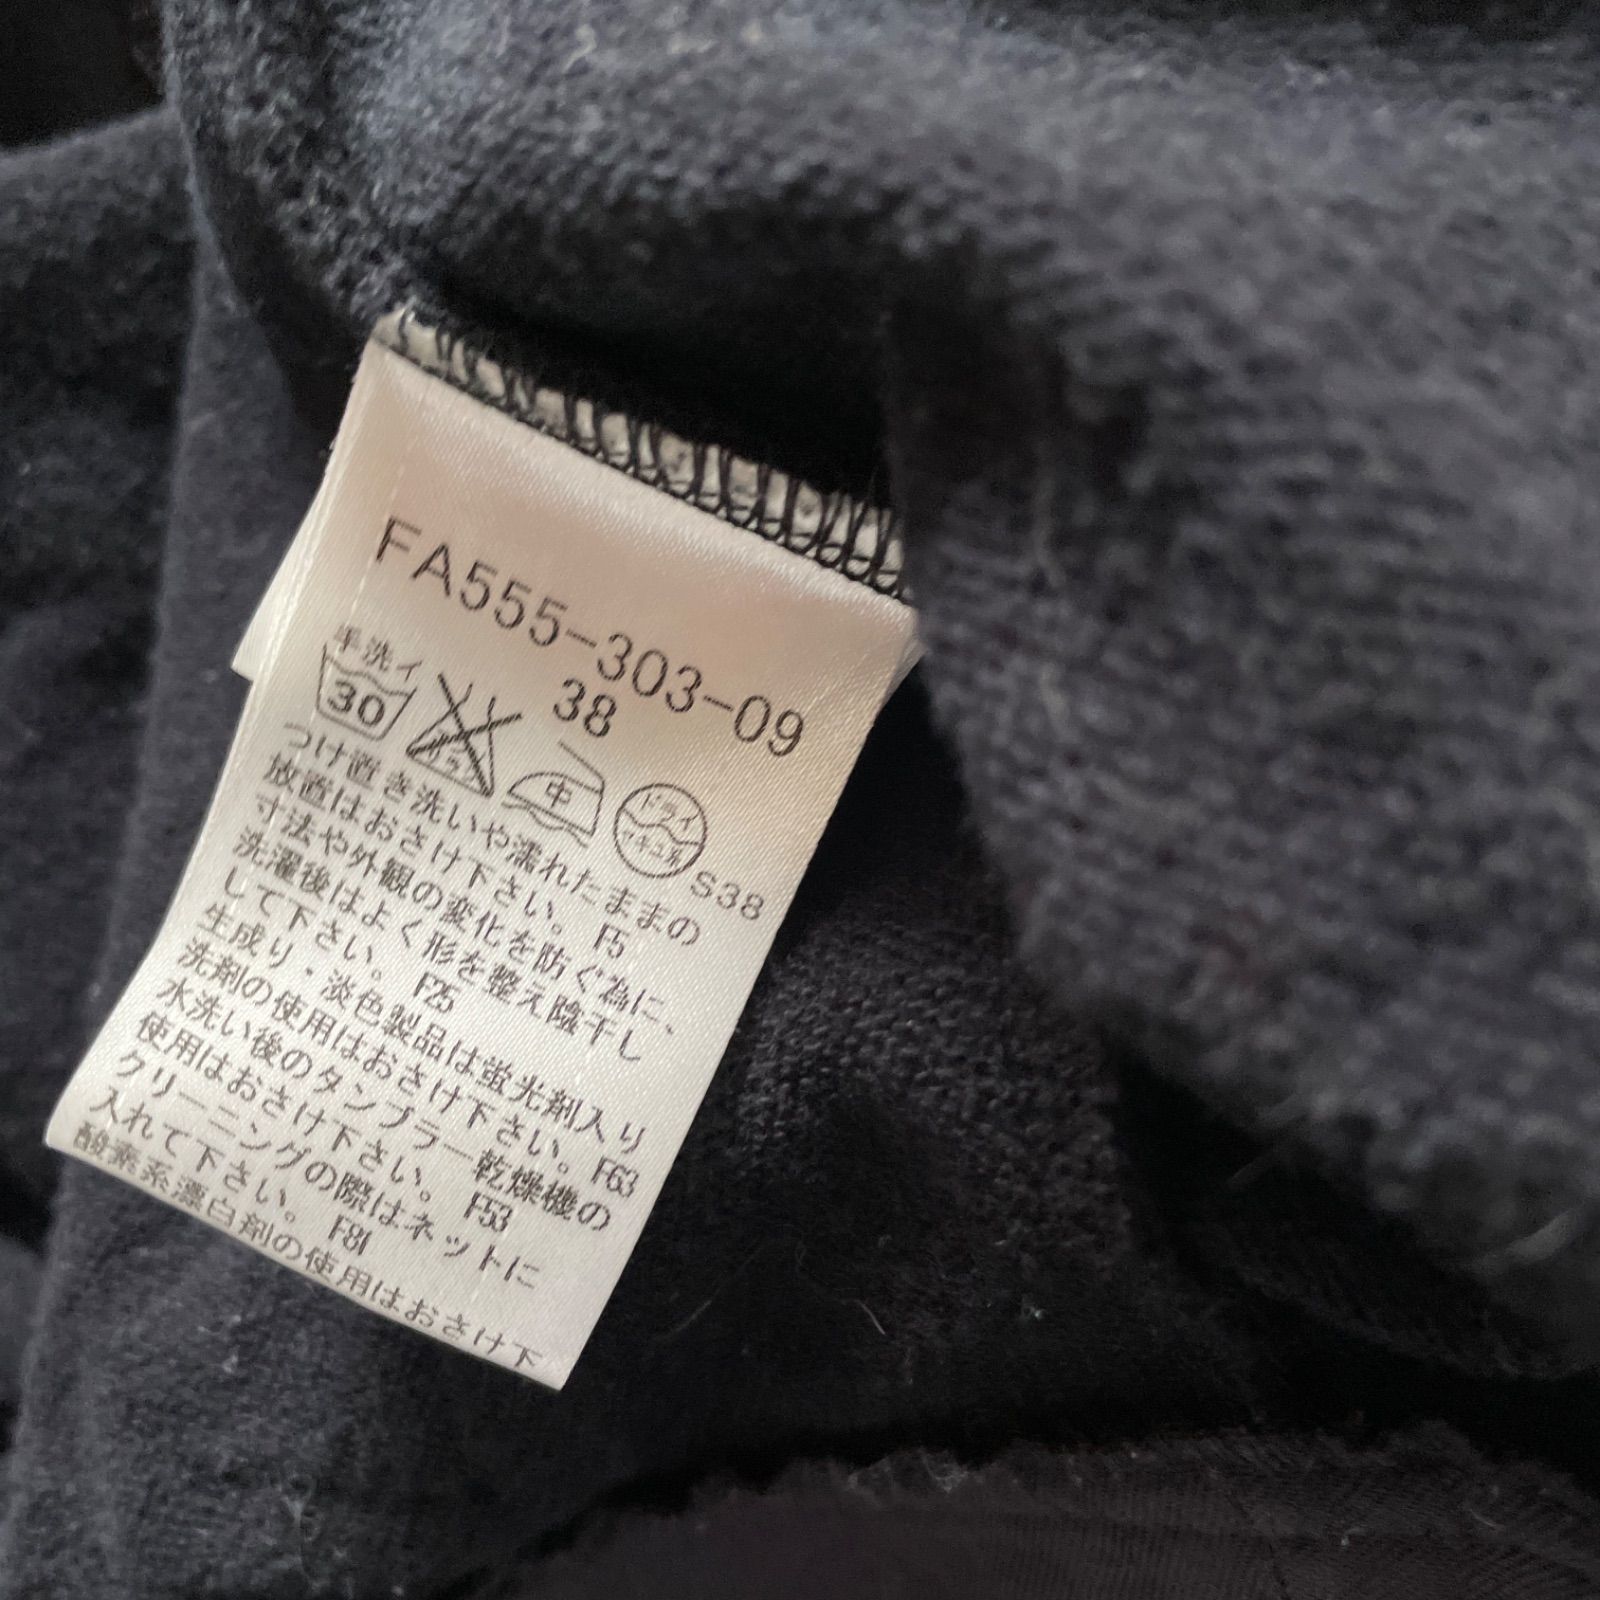 FA555-303-09
38
手洗イ
30
中
ドライ
セキユ系
S38
つけ置き洗いや濡れたままの
放置はおさけ下さい。 F5
寸法や外観の変化を防ぐ為に、
洗濯後はよく形を整え陰干し
して下さい。 F25
生成り・淡色製品は蛍光剤入り
洗剤の使用はおさけ下さい。 F63
水洗い後のタンブラー乾燥機の
使用はおさけ下さい。 F53
クリーニングの際はネットに
入れて下さい。 F81
酸素系漂白剤の使用はおさけ下